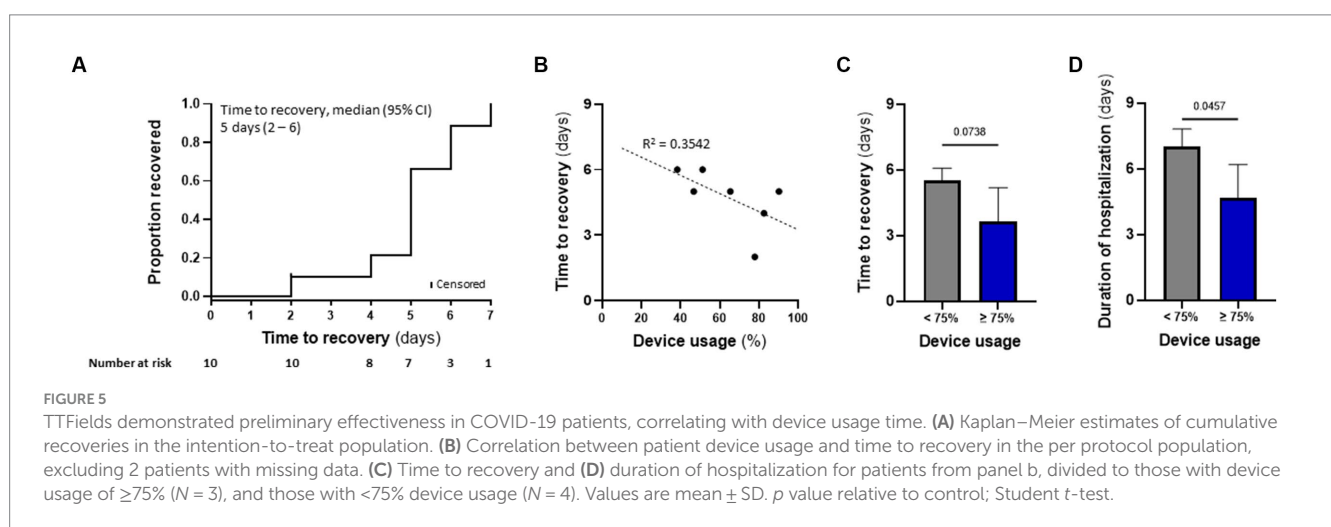 A
Proportion recovered
1.0
0.8
0.6
0.4
0.2
0.0
Time to recovery, median (95% CI)
5 days (2 – 6)
Censored
0 1 2 3 4 5 6 7
Time to recovery (days)
Number at risk 10 10 8 7 3 1
B
Time to recovery (days)
9
6
3
0
R² = 0.3542
0 20 40 60 80 100
Device usage (%)
C
Time to recovery (days)
9
6
3
0
0.0738
< 75% ≥ 75%
Device usage
D
Duration of hospitalization (days)
9
6
3
0
0.0457
< 75% ≥ 75%
Device usage
FIGURE 5
TTFields demonstrated preliminary effectiveness in COVID-19 patients, correlating with device usage time. (A) Kaplan–Meier estimates of cumulative
recoveries in the intention-to-treat population. (B) Correlation between patient device usage and time to recovery in the per protocol population,
excluding 2 patients with missing data. (C) Time to recovery and (D) duration of hospitalization for patients from panel b, divided to those with device
usage of ≥75% (N = 3), and those with <75% device usage (N = 4). Values are mean ± SD. p value relative to control; Student t-test.